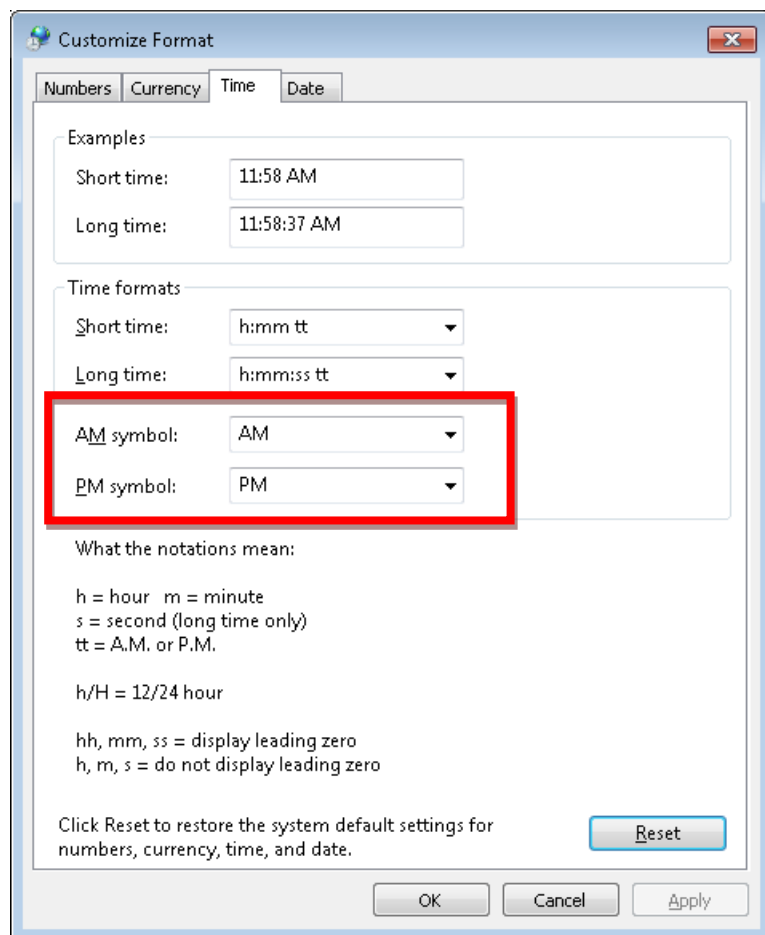 Customize Format
Numbers Currency Time Date
Examples
Short time: 11:58 AM
Long time: 11:58:37 AM
Time formats
Short time: h:mm tt
Long time: h:mm:ss tt
AM symbol: AM
PM symbol: PM
What the notations mean:
h = hour m = minute
s = second (long time only)
tt = A.M. or P.M.
h/H = 12/24 hour
hh, mm, ss = display leading zero
h, m, s = do not display leading zero
Click Reset to restore the system default settings for
numbers, currency, time, and date.
Reset
OK Cancel Apply